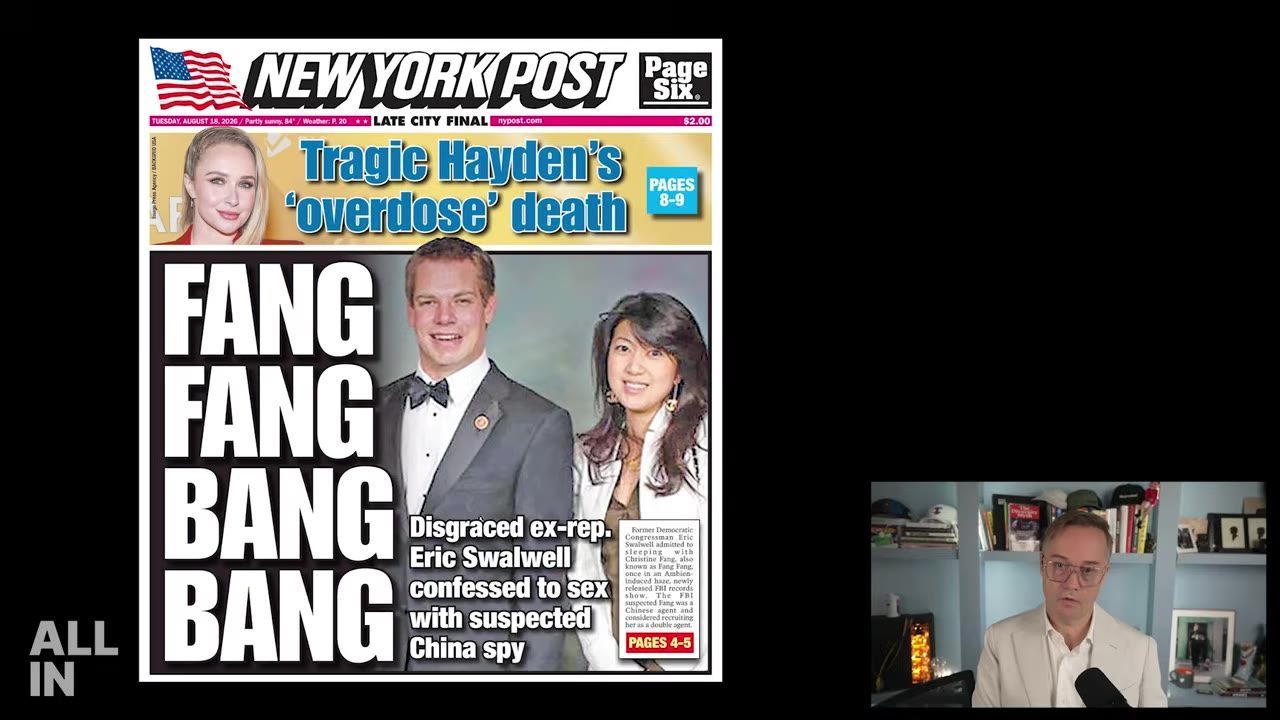 NEW YORK POST
Page
Six®
TUESDAY, AUGUST 18, 2026 / Partly sunny, 84° / Weather: P. 20 ★★ LATE CITY FINAL nypost.com $2.00
Tragic Hayden's
'overdose' death
PAGES
8-9
FANG
FANG
BANG
BANG
Disgraced ex-rep.
Eric Swalwell
confessed to sex
with suspected
China spy
Former Democratic
Congressman Eric
Swalwell admitted to
sleeping with
Christine Fang, also
known as Fang Fang,
once in an Ambien-
induced haze, newly
released FBI records
show. The FBI
suspected Fang was a
Chinese agent and
considered recruiting
her as a double agent.
PAGES 4-5
ALL
IN